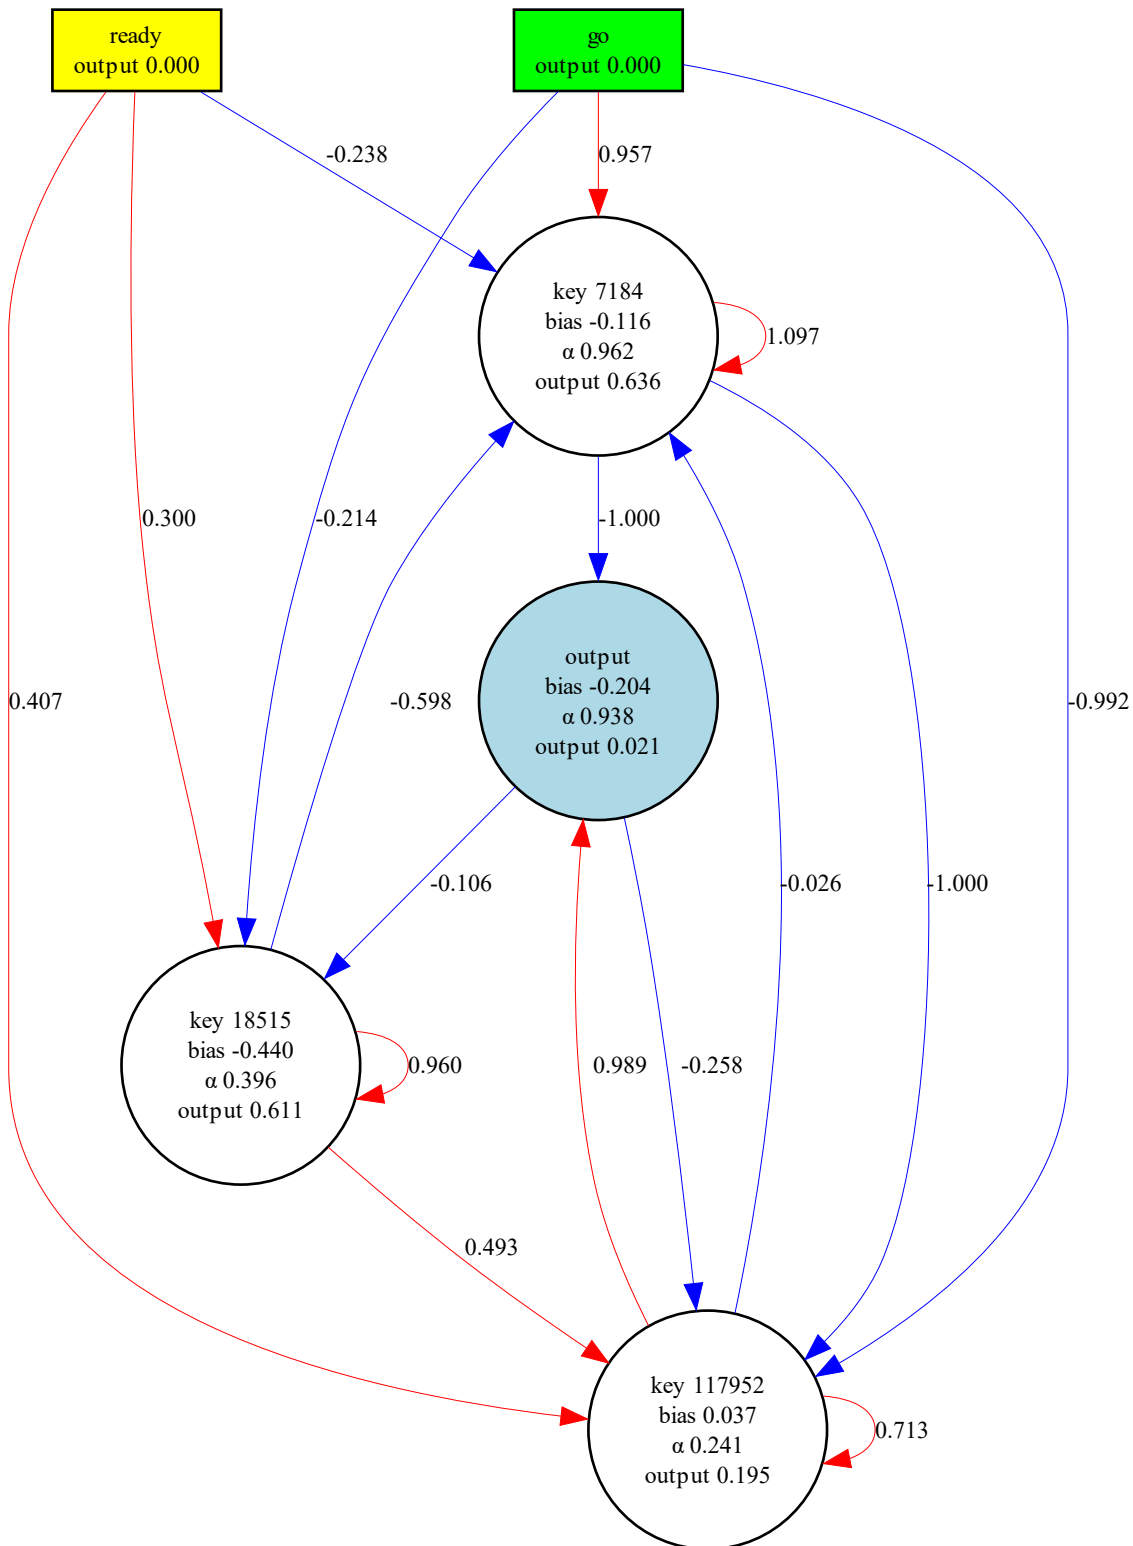 ready
output 0.000
go
output 0.000
-0.238
0.957
key 7184
bias -0.116
α 0.962
output 0.636
1.097
0.300
-0.214
-1.000
output
bias -0.204
α 0.938
output 0.021
0.407
-0.598
-0.992
-0.106
-0.026
-1.000
key 18515
bias -0.440
α 0.396
output 0.611
0.960
0.989
-0.258
0.493
key 117952
bias 0.037
α 0.241
output 0.195
0.713